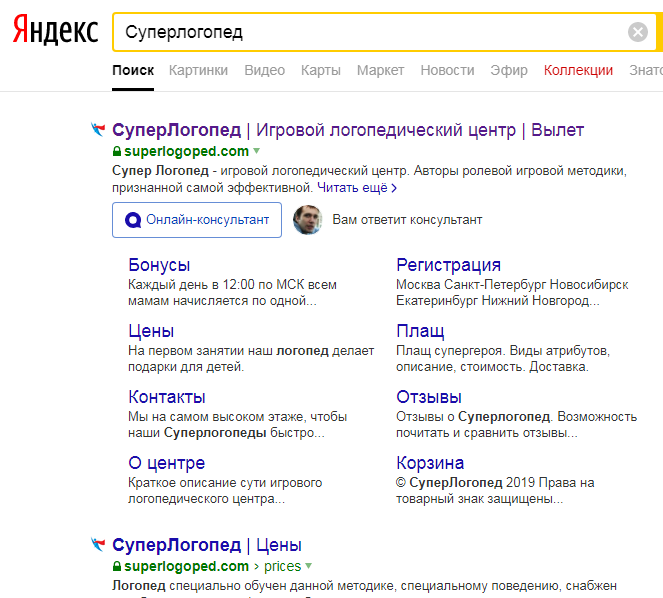 Яндекс
Суперлогопед
Поиск Картинки Видео Карты Маркет Новости Эфир Коллекции Знато
СуперЛогопед | Игровой логопедический центр | Вылет
superlogoped.com
Супер Логопед - игровой логопедический центр. Авторы ролевой игровой методики,
признанной самой эффективной. Читать ещё >
Онлайн-консультант Вам ответит консультант
Бонусы
Каждый день в 12:00 по МСК всем
мамам начисляется по одной...
Регистрация
Москва Санкт-Петербург Новосибирск
Екатеринбург Нижний Новгород...
Цены
На первом занятии наш логопед делает
подарки для детей.
Плащ
Плащ супергероя. Виды атрибутов,
описание, стоимость. Доставка.
Контакты
Мы на самом высоком этаже, чтобы
наши Суперлогопеды быстро...
Отзывы
Отзывы о Суперлогопед. Возможность
почитать и сравнить отзывы...
О центре
Краткое описание сути игрового
логопедического центра...
Корзина
© СуперЛогопед 2019 Права на
товарный знак защищены...
СуперЛогопед | Цены
superlogoped.com > prices
Логопед специально обучен данной методике, специальному поведению, снабжен